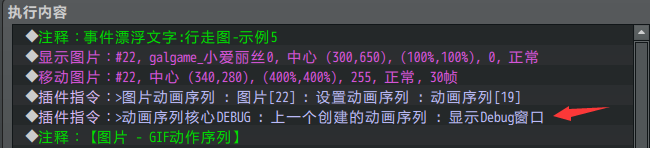 执行内容
◆注释：事件漂浮文字:行走图-示例5
◆显示图片：#22, galgame_小爱丽丝0, 中心 (300,650), (100%,100%), 0, 正常
◆移动图片：#22, 中心 (340,280), (400%,400%), 255, 正常, 30帧
◆插件指令：>图片动画序列 : 图片[22] : 设置动画序列 : 动画序列[19]
◆插件指令：>动画序列核心DEBUG : 上一个创建的动画序列 : 显示Debug窗口
◆注释：【图片 - GIF动作序列】